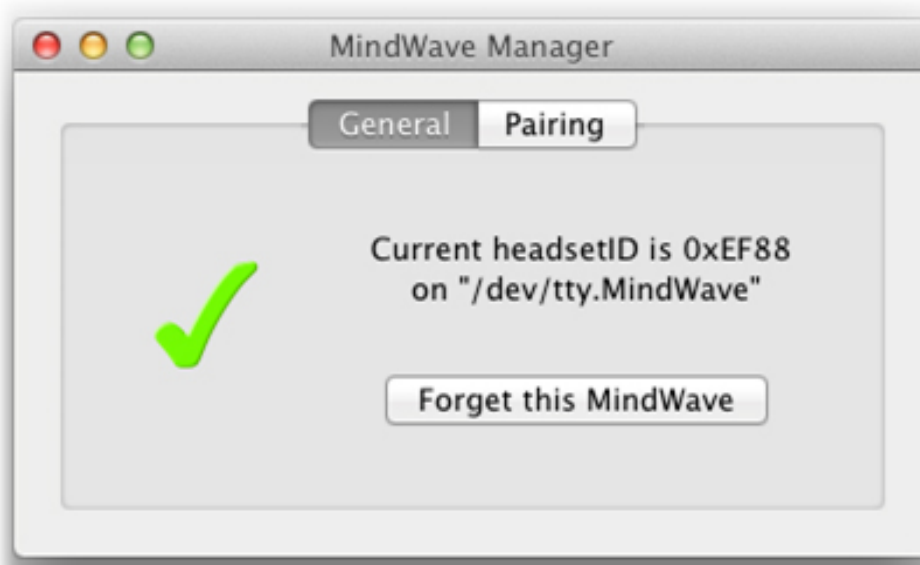 MindWave Manager
General Pairing
Current headsetID is 0xEF88
on "/dev/tty.MindWave"
Forget this MindWave